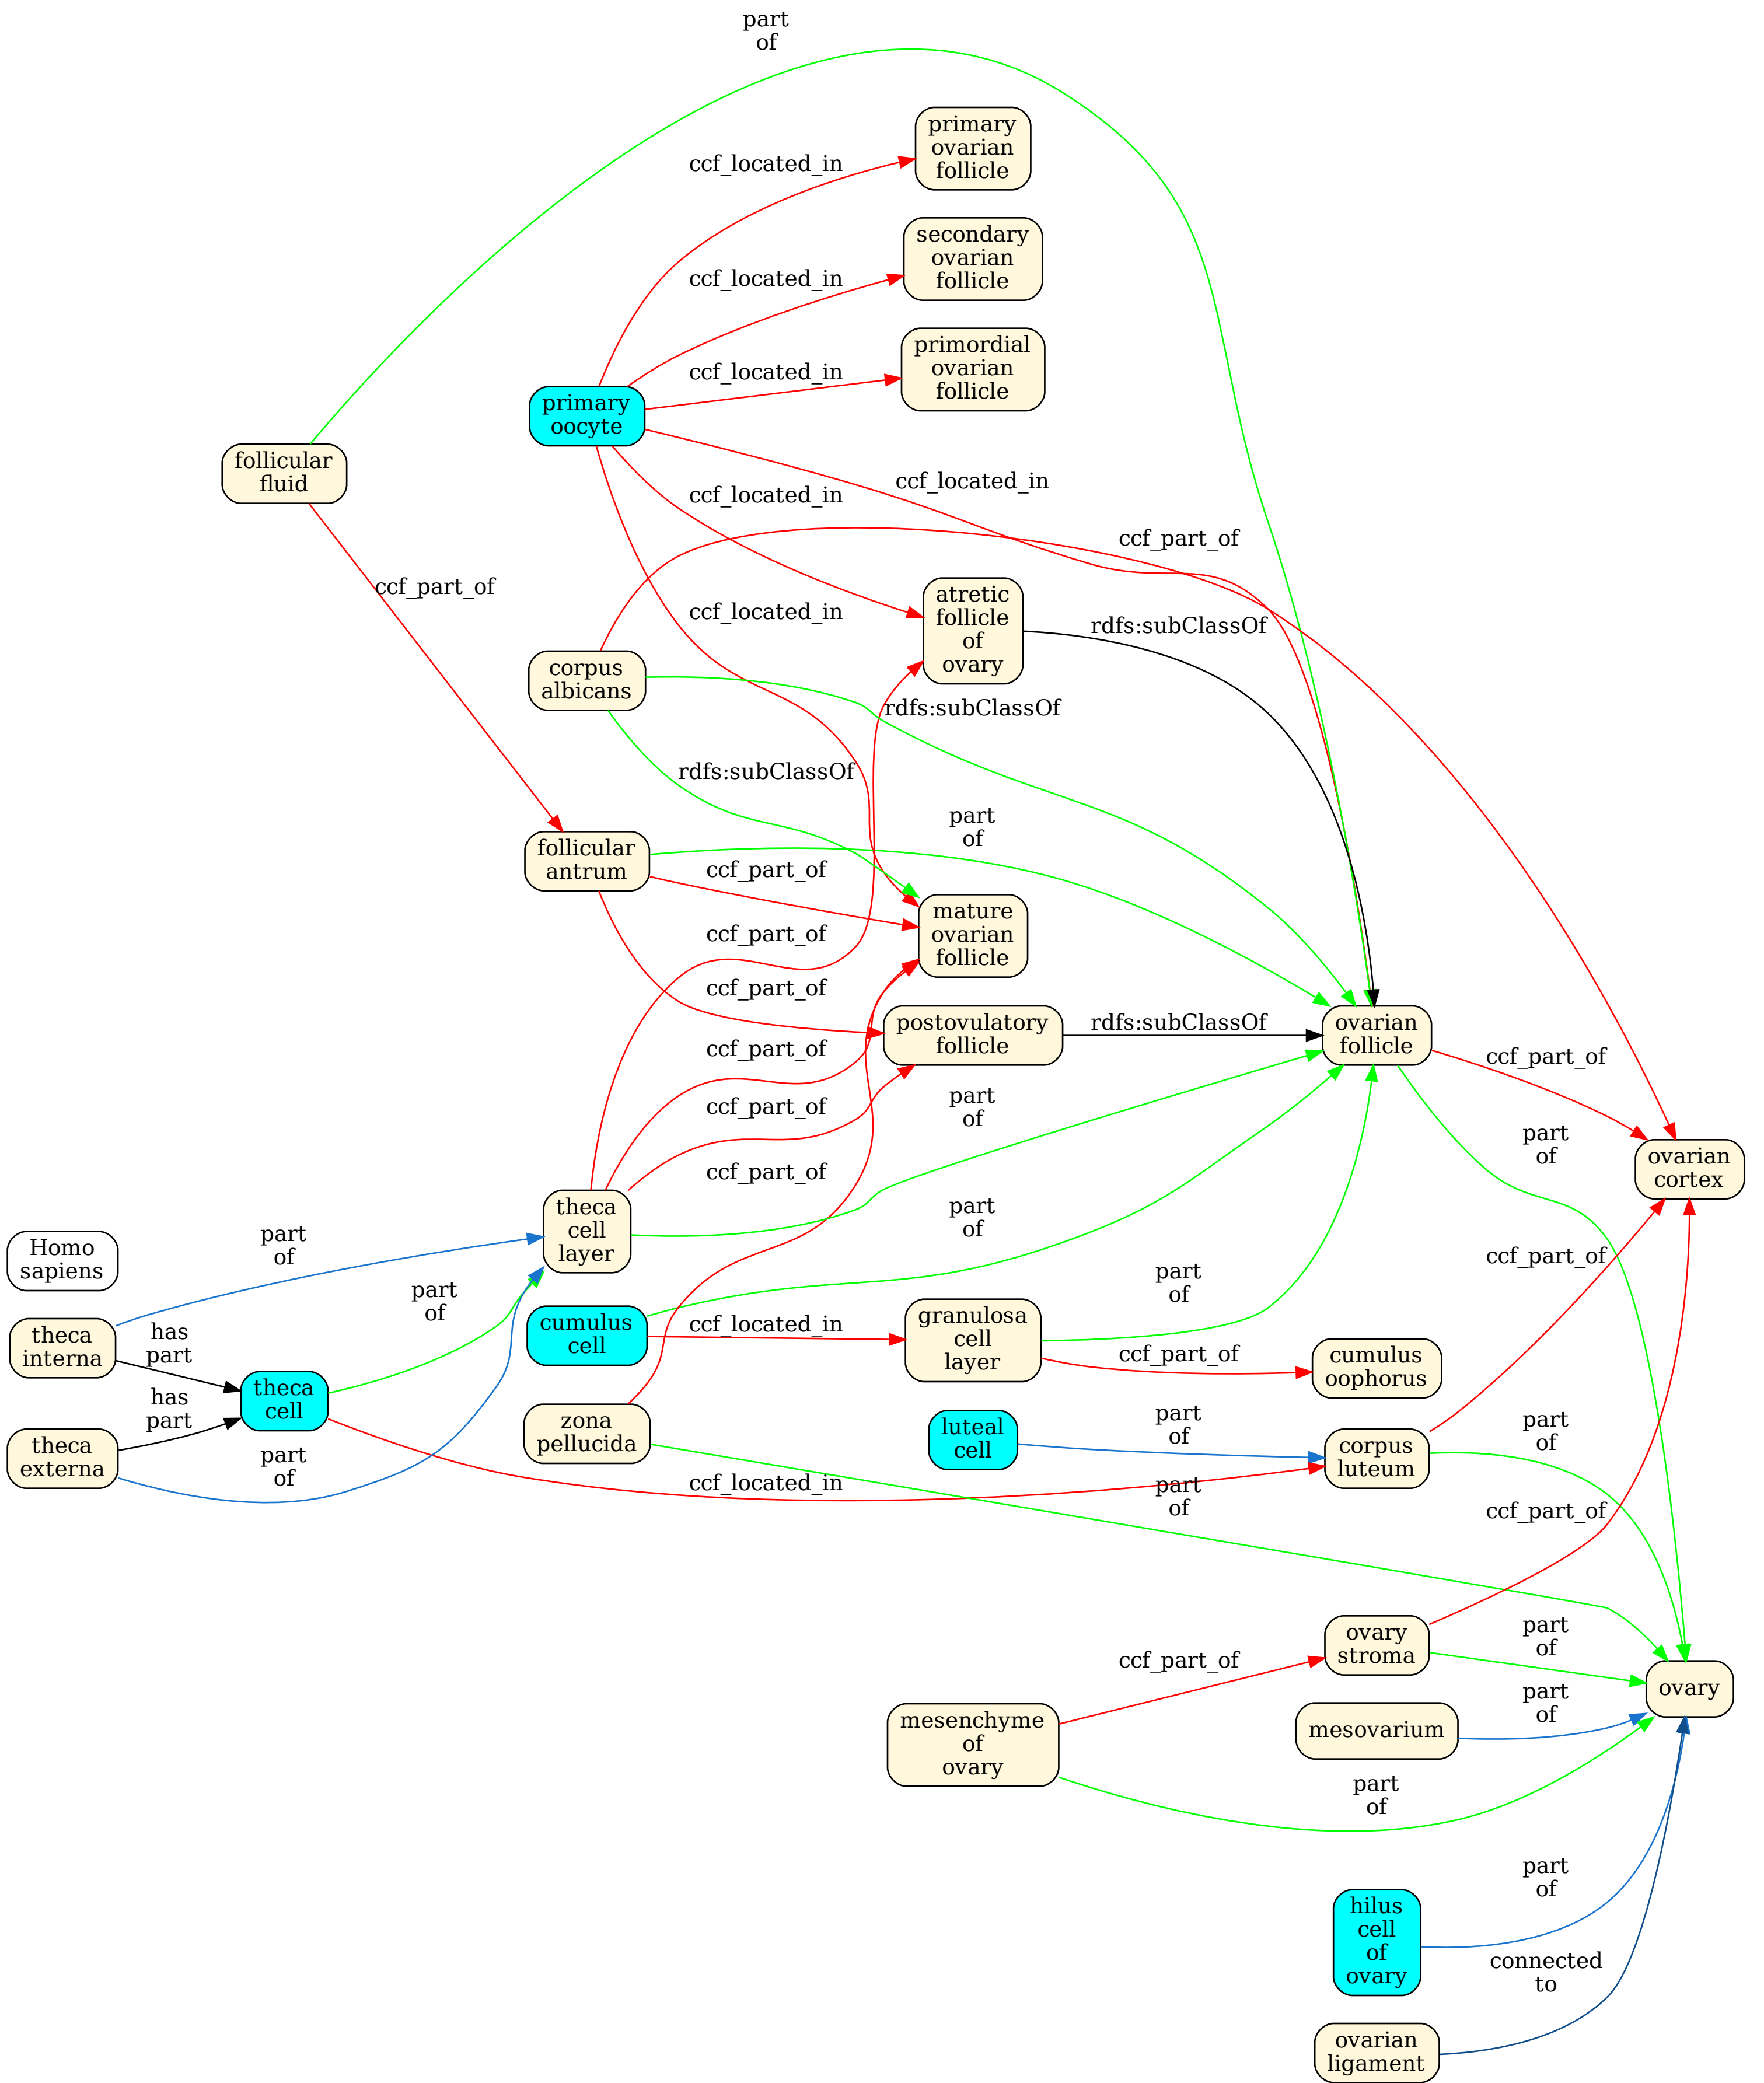 part
of
primary
ovarian
follicle
ccf_located_in
secondary
ovarian
follicle
ccf_located_in
primordial
ovarian
follicle
ccf_located_in
primary
oocyte
follicular
fluid
ccf_located_in
ccf_located_in
ccf_part_of
ccf_part_of
atretic
follicle
of
ovary
ccf_located_in
rdfs:subClassOf
corpus
albicans
rdfs:subClassOf
rdfs:subClassOf
part
of
follicular
antrum
ccf_part_of
mature
ovarian
follicle
ccf_part_of
ccf_part_of
postovulatory
follicle
rdfs:subClassOf
ovarian
follicle
ccf_part_of
ccf_part_of
ccf_part_of
part
of
part
of
ovarian
cortex
ccf_part_of
theca
cell
layer
part
of
part
of
Homo
sapiens
ccf_part_of
part
of
part
of
theca
interna
has
part
cumulus
cell
ccf_located_in
granulosa
cell
layer
ccf_part_of
cumulus
oophorus
theca
cell
has
part
zona
pellucida
luteal
cell
part
of
corpus
luteum
part
of
theca
externa
part
of
ccf_located_in
part
of
ccf_part_of
ovary
stroma
part
of
ccf_part_of
ovary
mesenchyme
of
ovary
mesovarium
part
of
part
of
part
of
hilus
cell
of
ovary
connected
to
ovarian
ligament